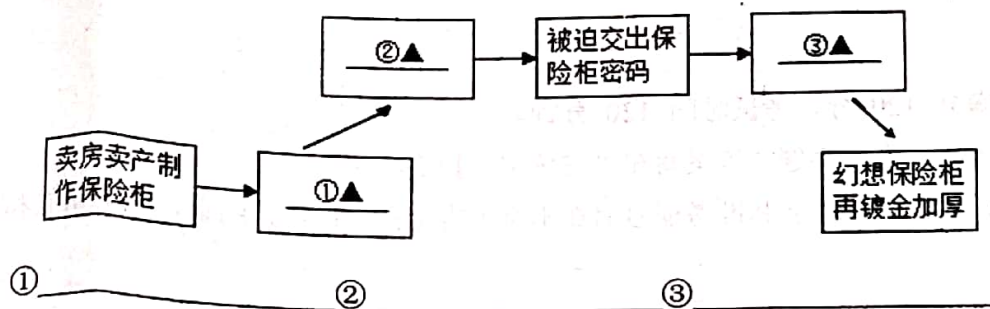 ②▲
被迫交出保
险柜密码
③▲
卖房卖产制
作保险柜
①▲
幻想保险柜
再镀金加厚
① ② ③